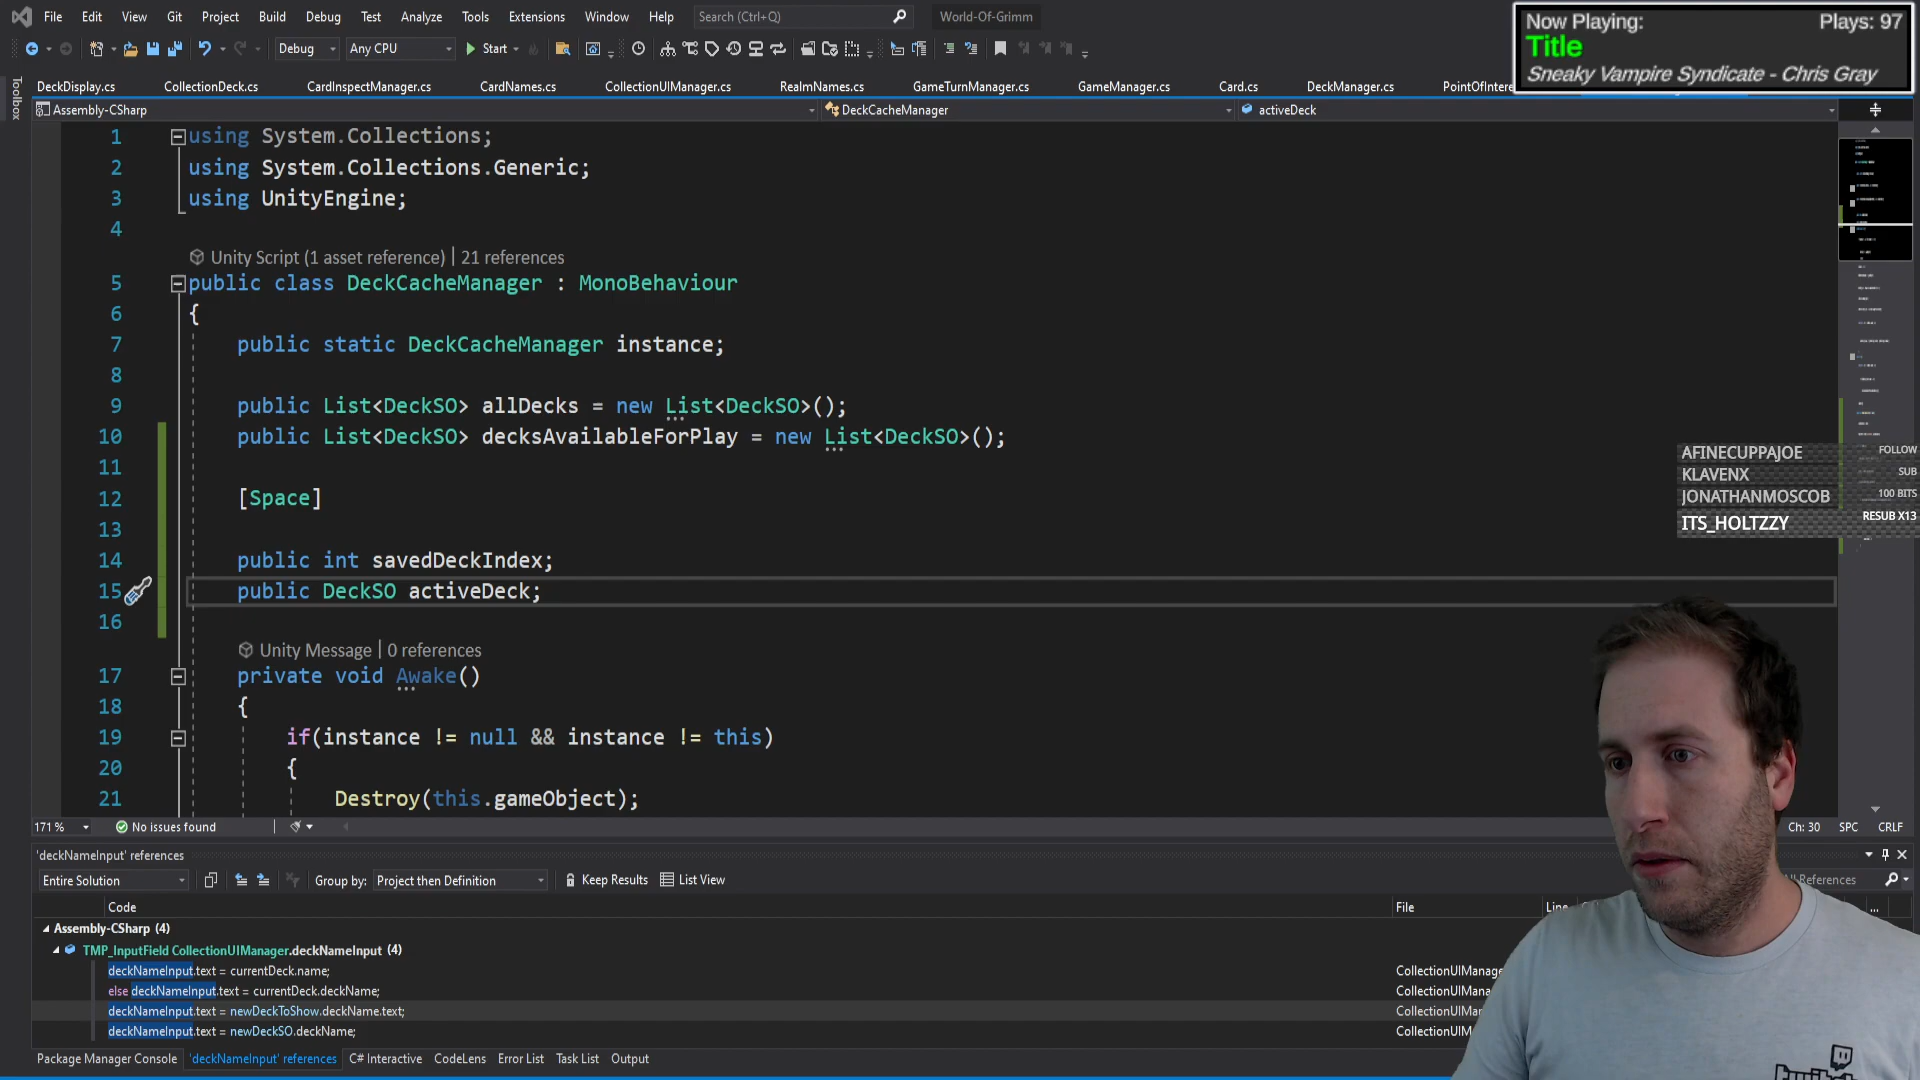 File Edit View Git Project Build Debug Test Analyze Tools Extensions Window Help Search (Ctrl+Q) World-Of-Grimm
Now Playing: Plays: 97
Title
Sneaky Vampire Syndicate - Chris Gray
Debug Any CPU Start
DeckDisplay.cs CollectionDeck.cs CardInspectManager.cs CardNames.cs CollectionUIManager.cs RealmNames.cs GameTurnManager.cs GameManager.cs Card.cs DeckManager.cs PointOfIntere
Toolbox
Assembly-CSharp DeckCacheManager activeDeck
1 using System.Collections;
2 using System.Collections.Generic;
3 using UnityEngine;
4
Unity Script (1 asset reference) | 21 references
5 public class DeckCacheManager : MonoBehaviour
6 {
7 public static DeckCacheManager instance;
8
9 public List<DeckSO> allDecks = new List<DeckSO>();
10 public List<DeckSO> decksAvailableForPlay = new List<DeckSO>();
11
12 [Space]
13
14 public int savedDeckIndex;
15 public DeckSO activeDeck;
16
Unity Message | 0 references
17 private void Awake()
18 {
19 if(instance != null && instance != this)
20 {
21 Destroy(this.gameObject);
AFINECUPPAJOE FOLLOW
KLAVENX SUB
JONATHANMOSCOB 100 BITS
ITS_HOLTZZY RESUB X13
171 % No issues found Ch: 30 SPC CRLF
'deckNameInput' references
Entire Solution Group by: Project then Definition Keep Results List View All References
Code File Line
Assembly-CSharp (4)
TMP_InputField CollectionUIManager.deckNameInput (4)
deckNameInput.text = currentDeck.name; CollectionUIManage
else deckNameInput.text = currentDeck.deckName; CollectionUIMana
deckNameInput.text = newDeckToShow.deckName.text; CollectionUIMan
deckNameInput.text = newDeckSO.deckName; CollectionUIMa
Package Manager Console 'deckNameInput' references C# Interactive CodeLens Error List Task List Output